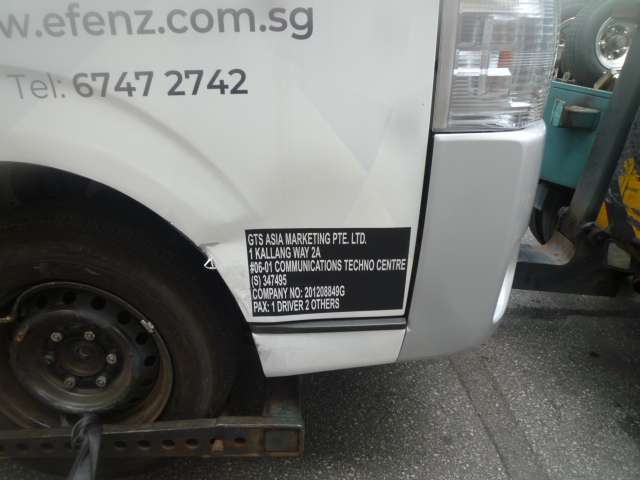 w.efenz.com.sg
Tel: 6747 2742
GTS ASIA MARKETING PTE. LTD.
1 KALLANG WAY 2A
#06-01 COMMUNICATIONS TECHNO CENTRE
(S) 347495
COMPANY NO: 201208849G
PAX: 1 DRIVER 2 OTHERS